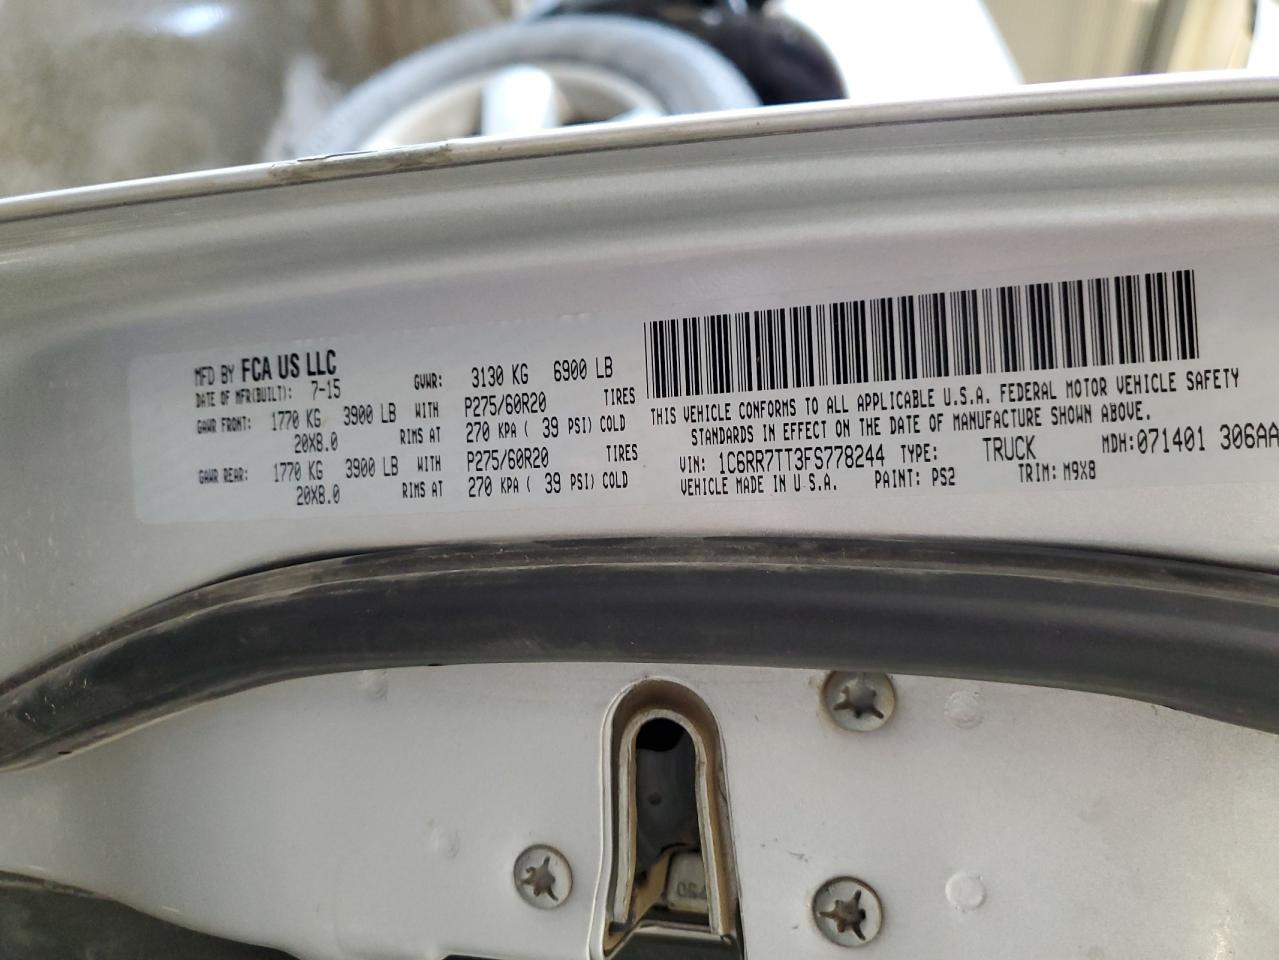 MFD BY FCA US LLC
DATE OF MFR(BUILT): 7-15 GVWR: 3130 KG 6900 LB
GAWR FRONT: 1770 KG 3900 LB WITH P275/60R20 TIRES
20X8.0 RIMS AT 270 KPA ( 39 PSI) COLD
GAWR REAR: 1770 KG 3900 LB WITH P275/60R20 TIRES
20X8.0 RIMS AT 270 KPA ( 39 PSI) COLD
THIS VEHICLE CONFORMS TO ALL APPLICABLE U.S.A. FEDERAL MOTOR VEHICLE SAFETY
STANDARDS IN EFFECT ON THE DATE OF MANUFACTURE SHOWN ABOVE.
VIN: 1C6RR7TT3FS778244 TYPE: TRUCK MDH: 071401 306AA
VEHICLE MADE IN U.S.A. PAINT: PS2 TRIM: M9X8